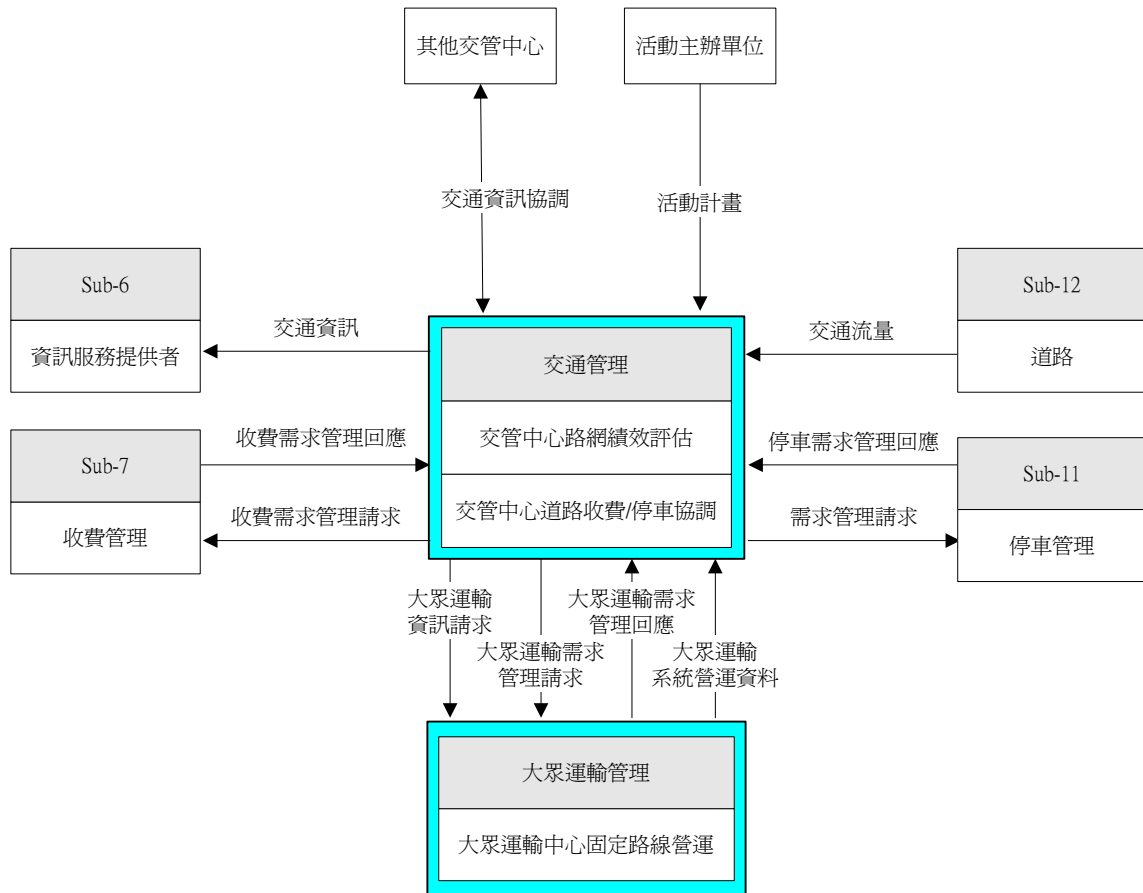 其他交管中心
活動主辦單位
交通資訊協調
活動計畫
Sub-6
資訊服務提供者
交通資訊
交通管理
交管中心路網績效評估
交管中心道路收費/停車協調
交通流量
Sub-12
道路
Sub-7
收費管理
收費需求管理回應
收費需求管理請求
停車需求管理回應
需求管理請求
Sub-11
停車管理
大眾運輸
資訊請求
大眾運輸需求
管理請求
大眾運輸需求
管理回應
大眾運輸
系統營運資料
大眾運輸管理
大眾運輸中心固定路線營運